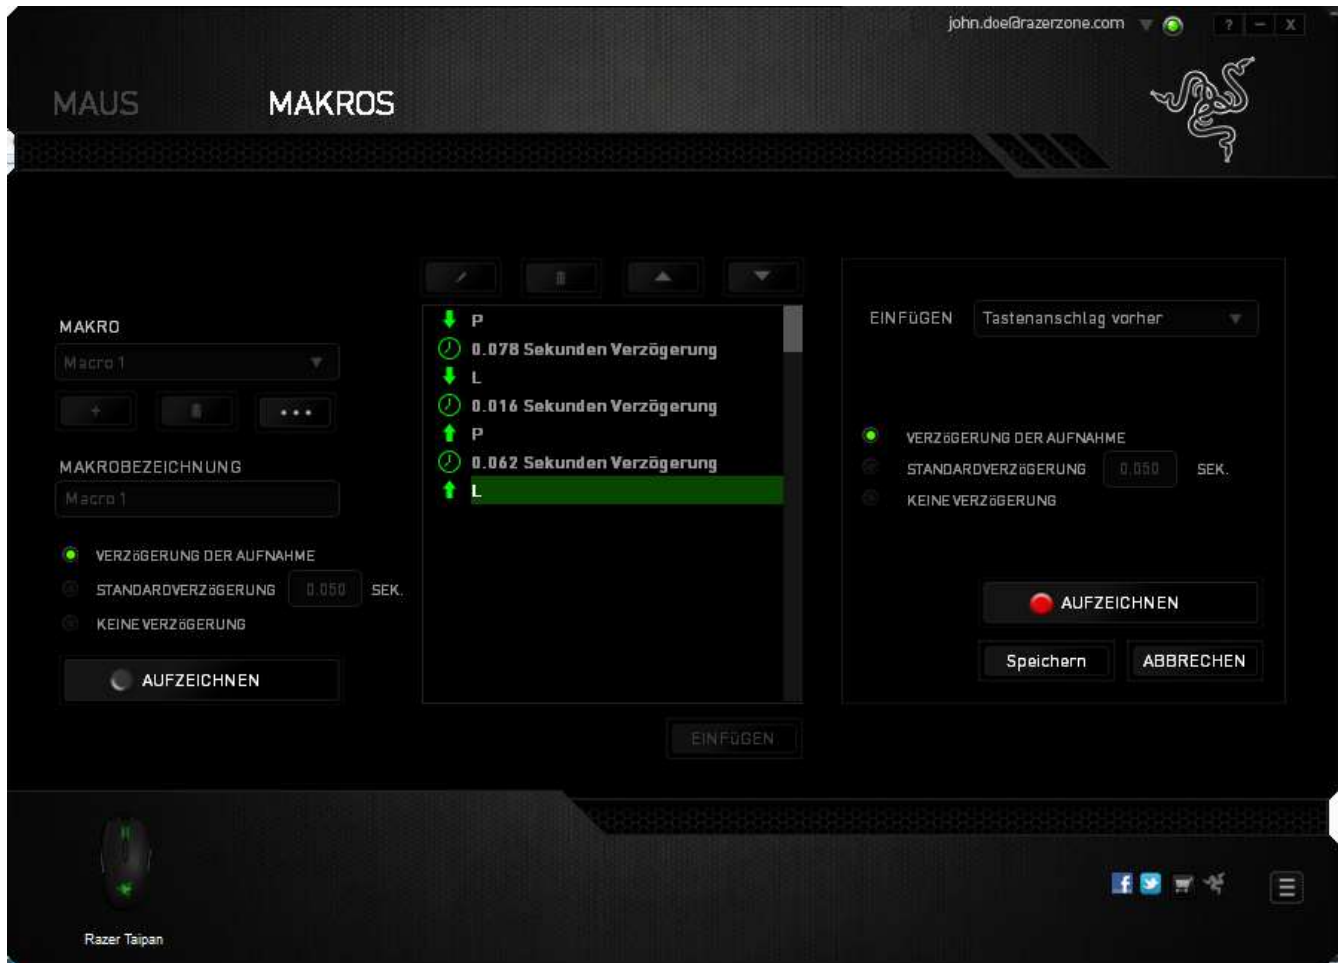 john.doe@razerzone.com
? – X
MAUS MAKROS
MAKRO
Macro 1
MAKROBEZEICHNUNG
Macro 1
VERZöGERUNG DER AUFNAHME
STANDARDVERZöGERUNG 0.050 SEK.
KEINE VERZöGERUNG
AUFZEICHNEN
P
0.078 Sekunden Verzögerung
L
0.016 Sekunden Verzögerung
P
0.062 Sekunden Verzögerung
L
EINFüGEN
EINFüGEN Tastenanschlag vorher
VERZöGERUNG DER AUFNAHME
STANDARDVERZöGERUNG 0.050 SEK.
KEINE VERZöGERUNG
AUFZEICHNEN
Speichern ABBRECHEN
Razer Taipan